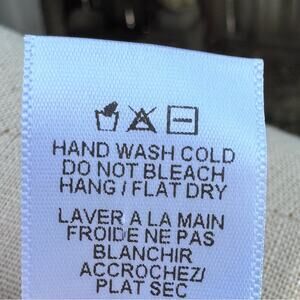 HAND WASH COLD
DO NOT BLEACH
HANG / FLAT DRY
LAVER A LA MAIN
FROIDE NE PAS
BLANCHIR
ACCROCHEZ/
PLAT SEC